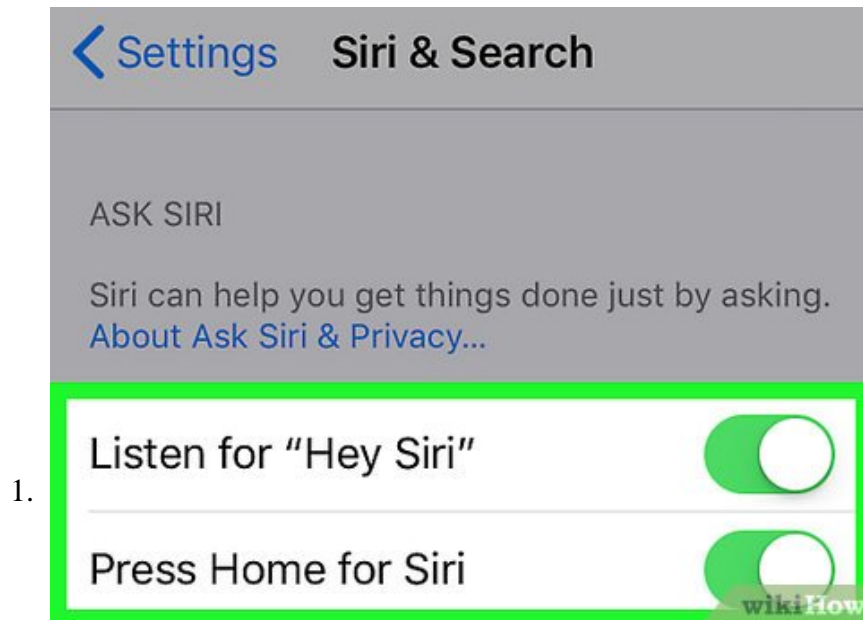 Settings Siri & Search
ASK SIRI
Siri can help you get things done just by asking.
About Ask Siri & Privacy...
Listen for “Hey Siri”
1.
Press Home for Siri
wikiHow